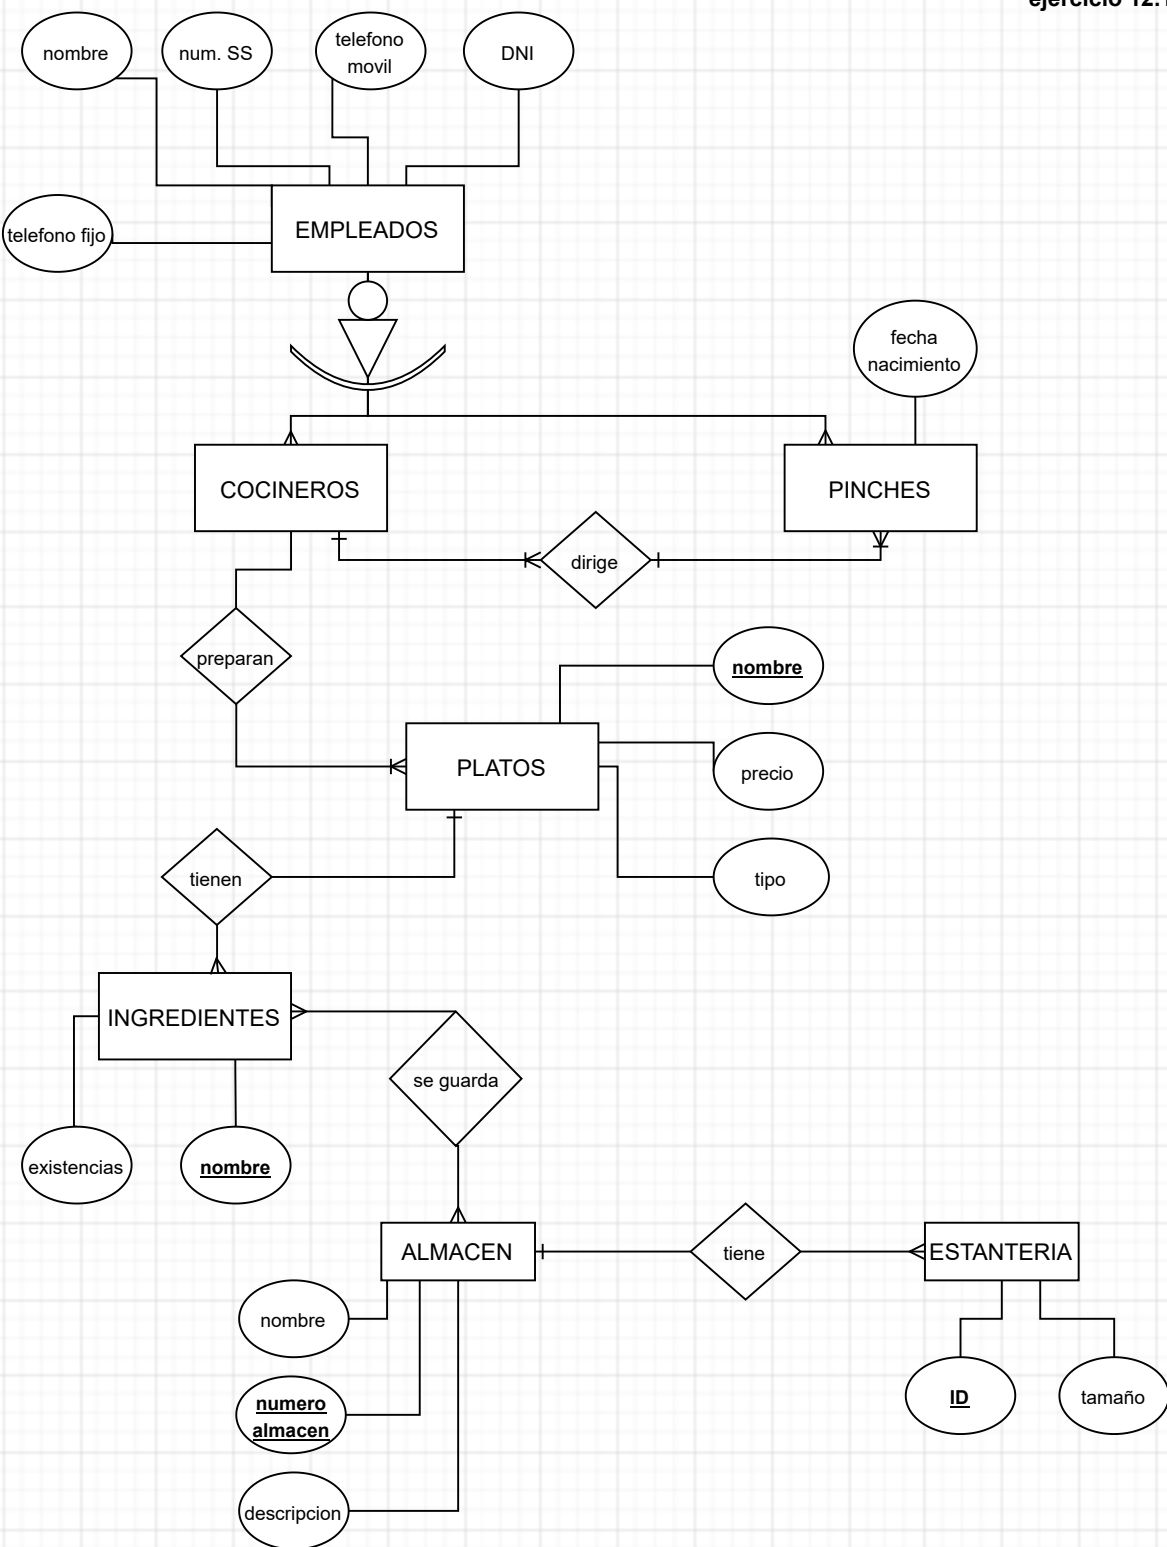 ejercicio 12.
nombre
num. SS
telefono
movil
DNI
telefono fijo
EMPLEADOS
fecha
nacimiento
COCINEROS
PINCHES
dirige
preparan
nombre
PLATOS
precio
tienen
tipo
INGREDIENTES
se guarda
existencias
nombre
ALMACEN
tiene
ESTANTERIA
nombre
numero
almacen
ID
tamaño
descripcion